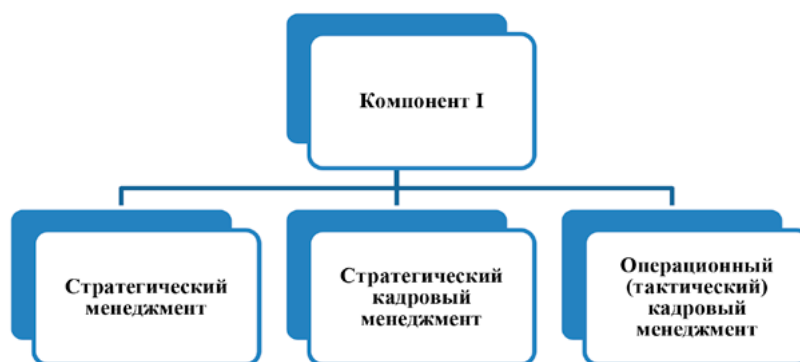 Компонент I
Стратегический
менеджмент
Стратегический
кадровый
менеджмент
Операционный
(тактический)
кадровый
менеджмент